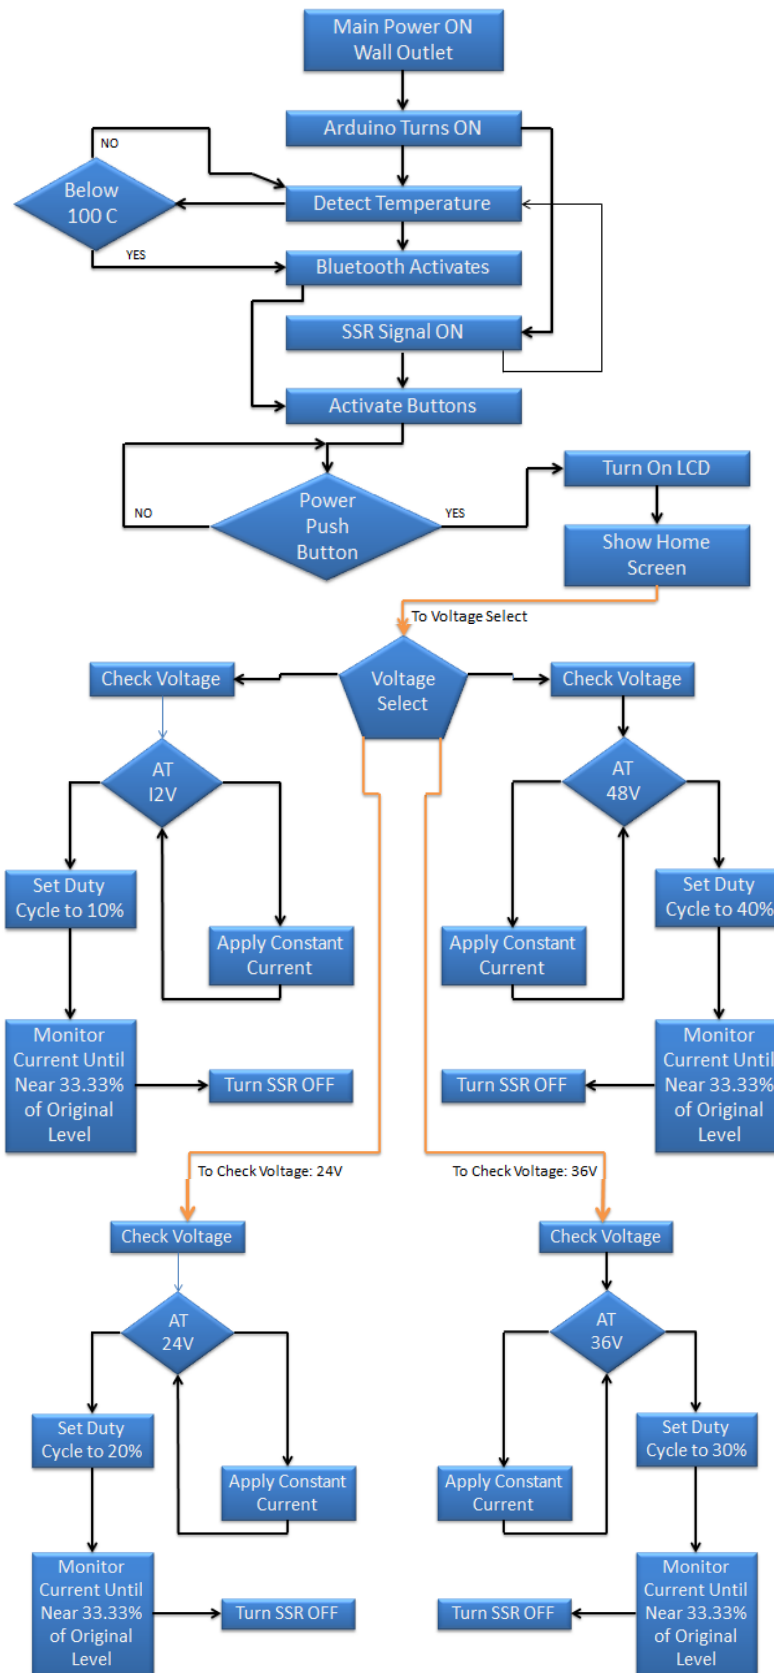 Main Power ON
Wall Outlet
Arduino Turns ON
NO
Below
100 C
Detect Temperature
YES
Bluetooth Activates
SSR Signal ON
Activate Buttons
Turn On LCD
Power
Push
Button
NO
YES
Show Home
Screen
To Voltage Select
Check Voltage
Voltage
Select
Check Voltage
AT
I2V
AT
48V
Set Duty
Cycle to 10%
Set Duty
Cycle to 40%
Apply Constant
Current
Apply Constant
Current
Monitor
Current Until
Near 33.33%
of Original
Level
Turn SSR OFF
Turn SSR OFF
Monitor
Current Until
Near 33.33%
of Original
Level
To Check Voltage: 24V
To Check Voltage: 36V
Check Voltage
Check Voltage
AT
24V
AT
36V
Set Duty
Cycle to 20%
Set Duty
Cycle to 30%
Apply Constant
Current
Apply Constant
Current
Monitor
Current Until
Near 33.33%
of Original
Level
Turn SSR OFF
Turn SSR OFF
Monitor
Current Until
Near 33.33%
of Original
Level